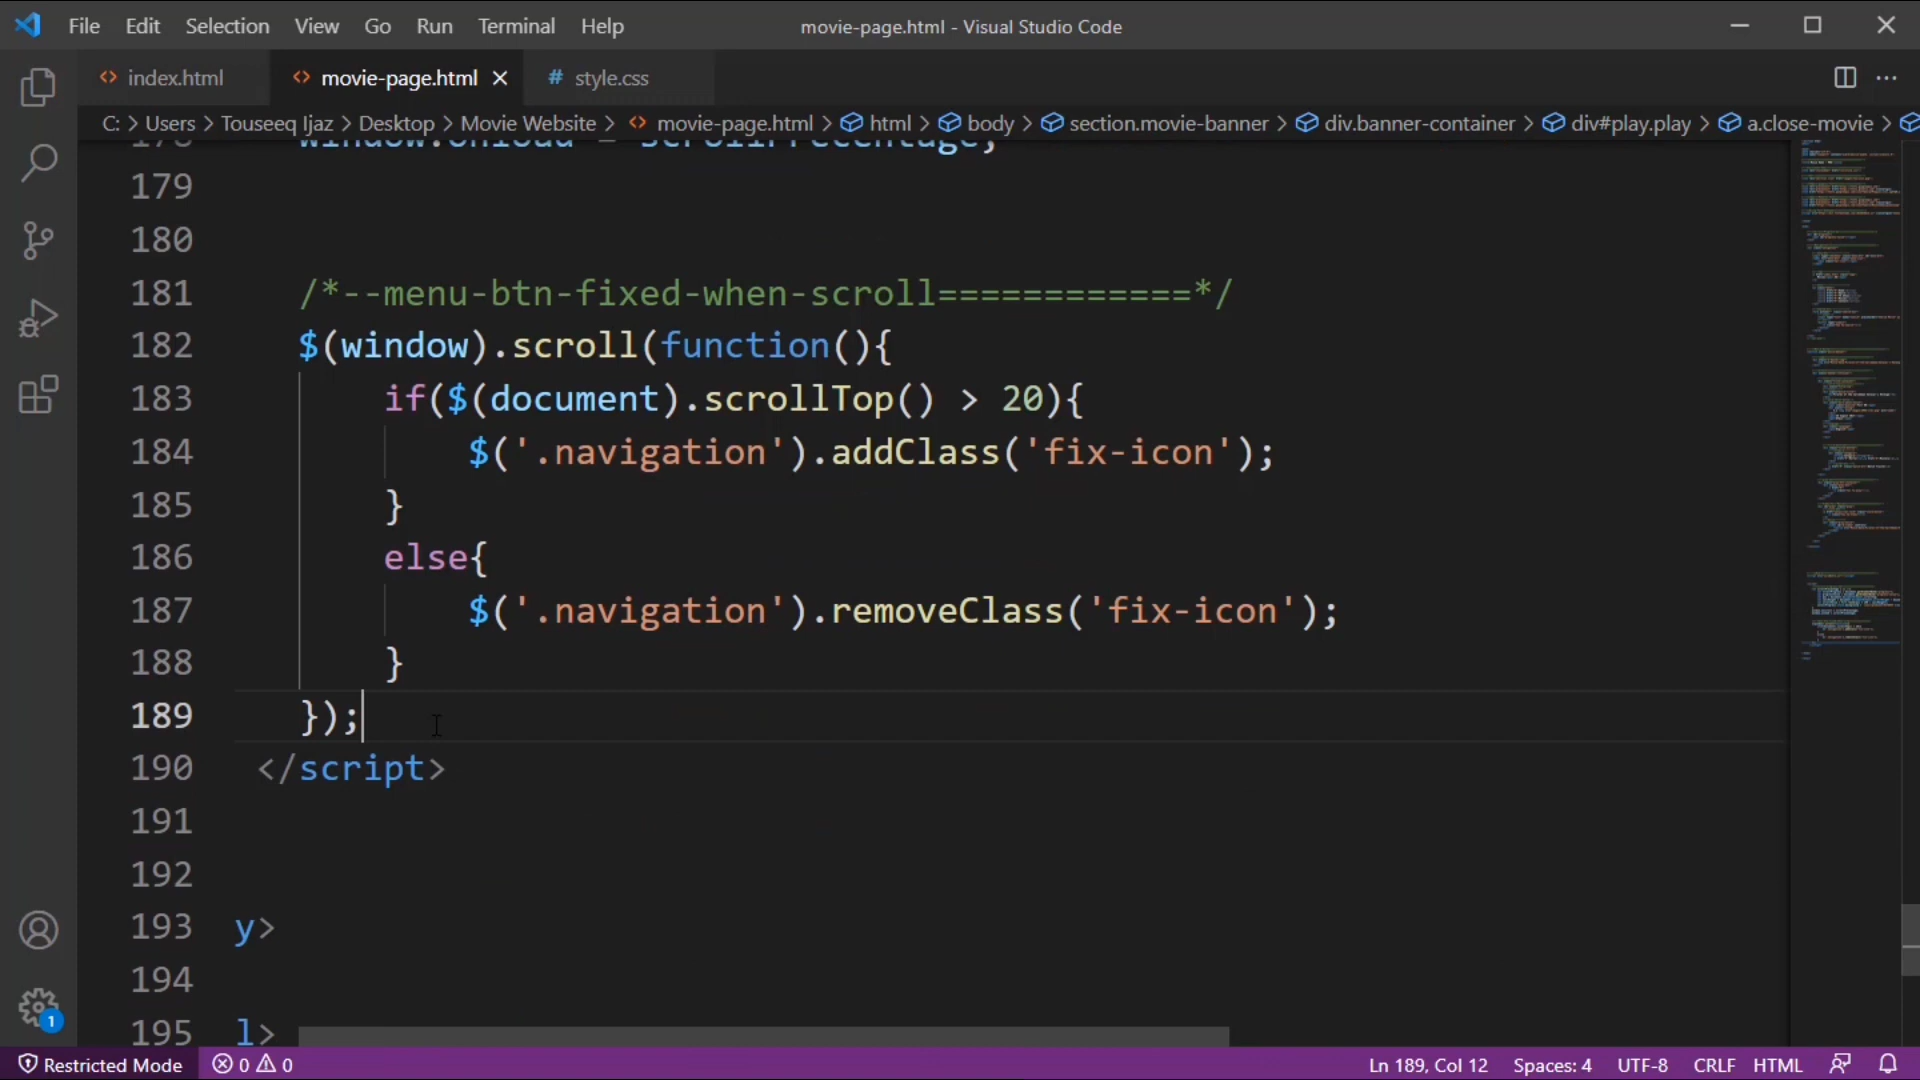 File Edit Selection View Go Run Terminal Help movie-page.html - Visual Studio Code
index.html movie-page.html # style.css
C: > Users > Touseeq Ijaz > Desktop > Movie Website > movie-page.html > html > body > section.movie-banner > div.banner-container > div#play.play > a.close-movie >
179
180
181 /*--menu-btn-fixed-when-scroll============*/
182 $(window).scroll(function(){
183 if($(document).scrollTop() > 20){
184 $('.navigation').addClass('fix-icon');
185 }
186 else{
187 $('.navigation').removeClass('fix-icon');
188 }
189 });
190 </script>
191
192
193 y>
194
195 l>
1
Restricted Mode 0 0 Ln 189, Col 12 Spaces: 4 UTF-8 CRLF HTML